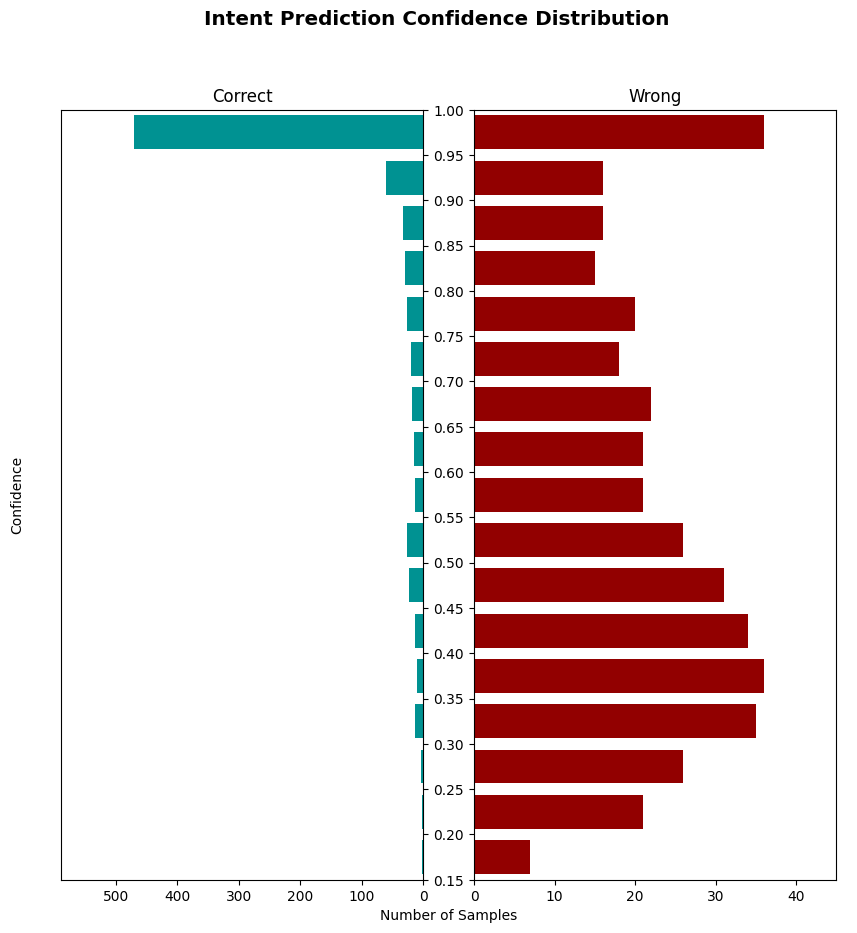 Intent Prediction Confidence Distribution
Correct
Wrong
1.00
0.95
0.90
0.85
0.80
0.75
0.70
0.65
0.60
0.55
0.50
0.45
0.40
0.35
0.30
0.25
0.20
0.15
Confidence
500 400 300 200 100 0
0 10 20 30 40
Number of Samples